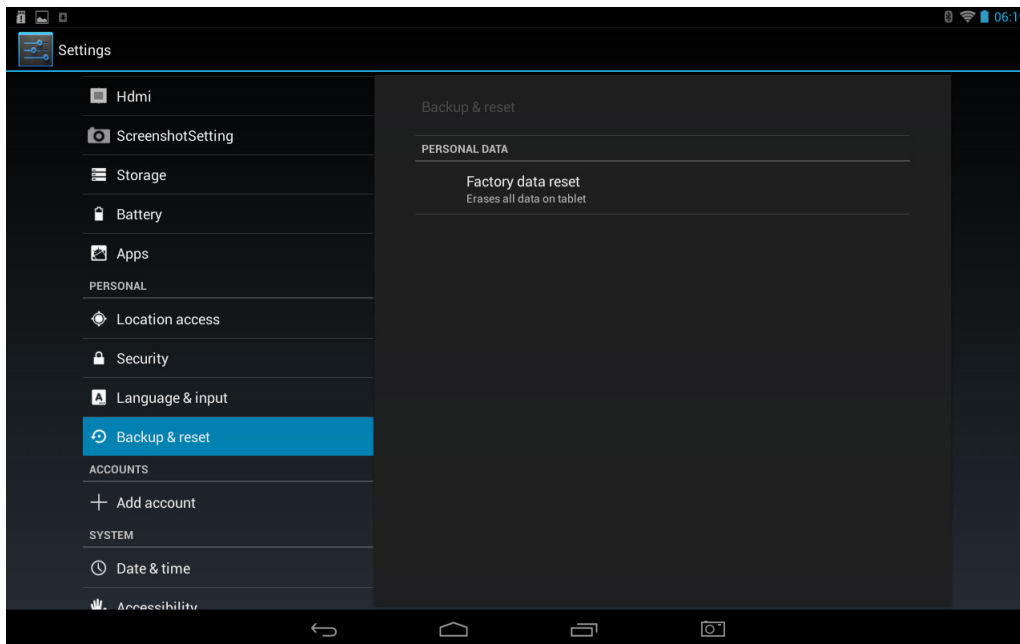 06:1
Settings
Hdmi
ScreenshotSetting
Storage
Battery
Apps
PERSONAL
Location access
Security
Language & input
Backup & reset
ACCOUNTS
Add account
SYSTEM
Date & time
Accessibility
Backup & reset
PERSONAL DATA
Factory data reset
Erases all data on tablet